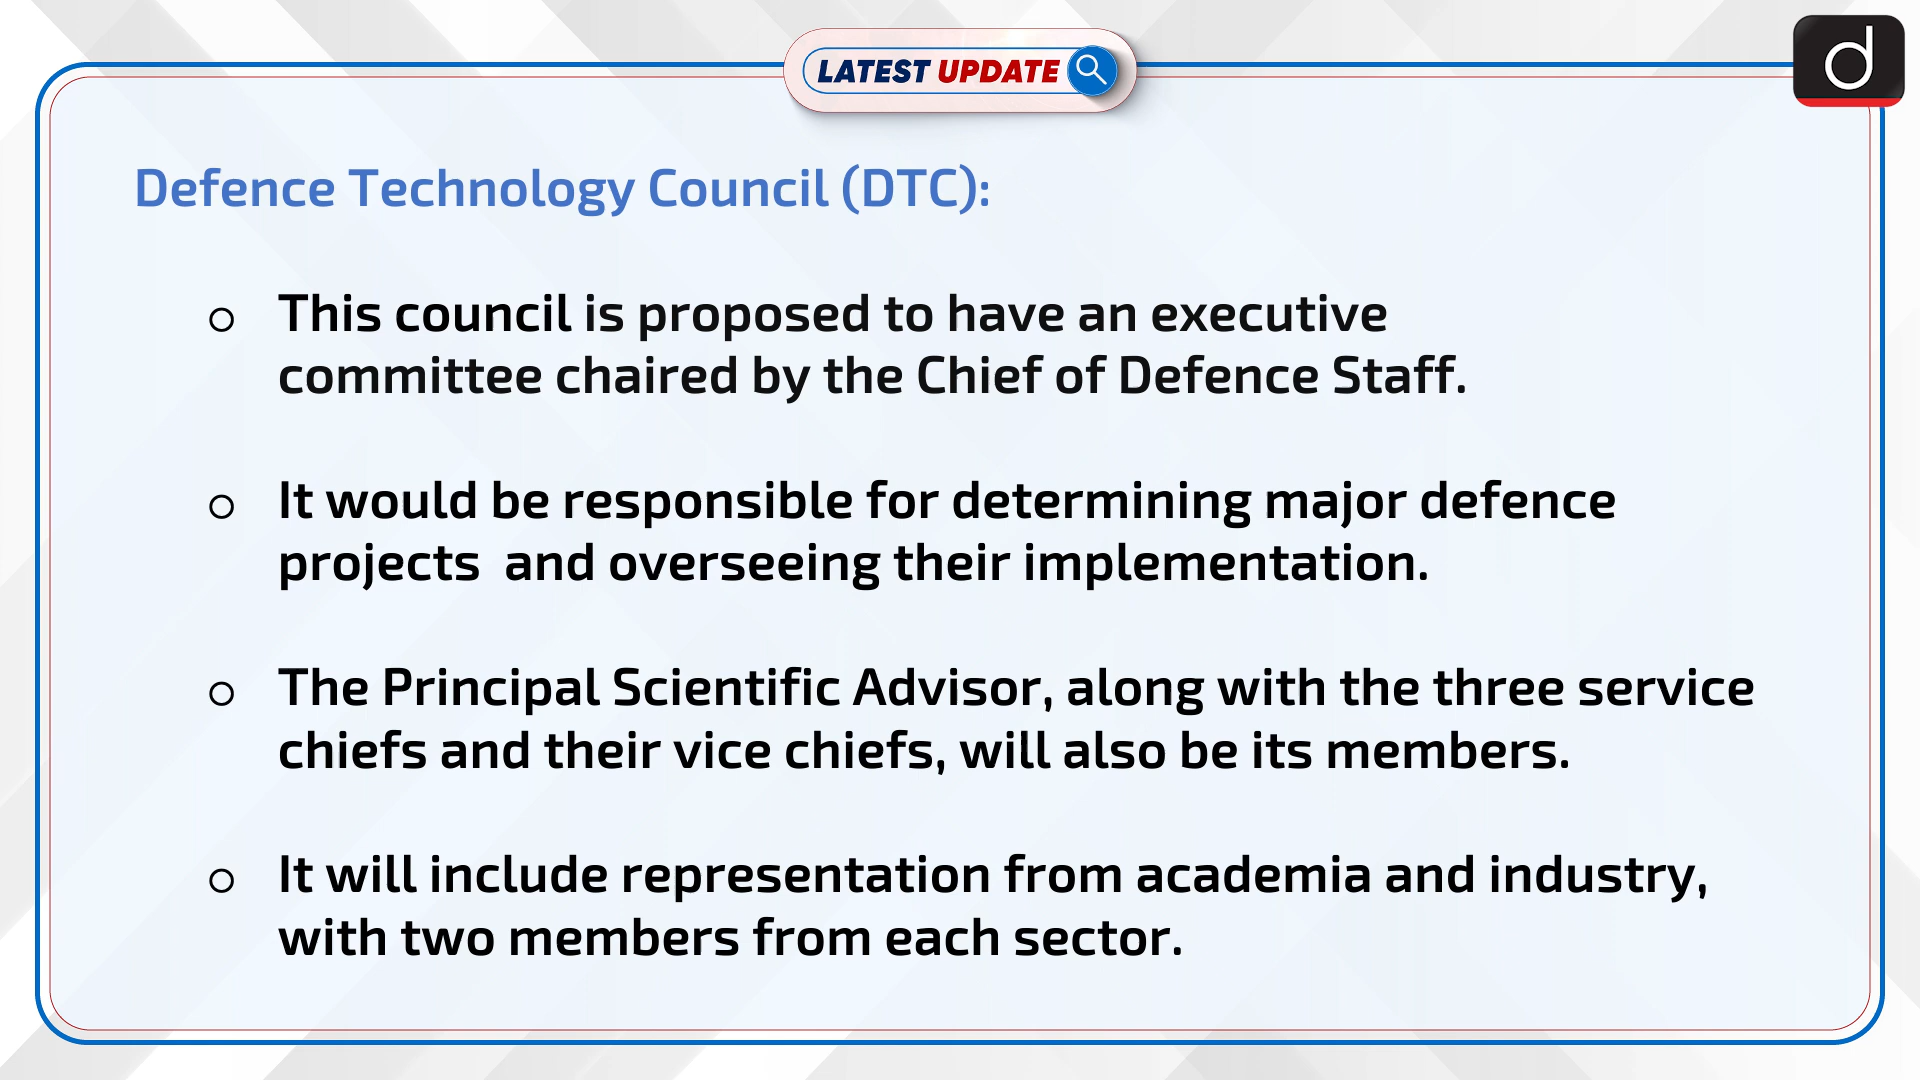 LATEST UPDATE
d
Defence Technology Council (DTC):
This council is proposed to have an executive
committee chaired by the Chief of Defence Staff.
It would be responsible for determining major defence
projects  and overseeing their implementation.
The Principal Scientific Advisor, along with the three service
chiefs and their vice chiefs, will also be its members.
It will include representation from academia and industry,
with two members from each sector.